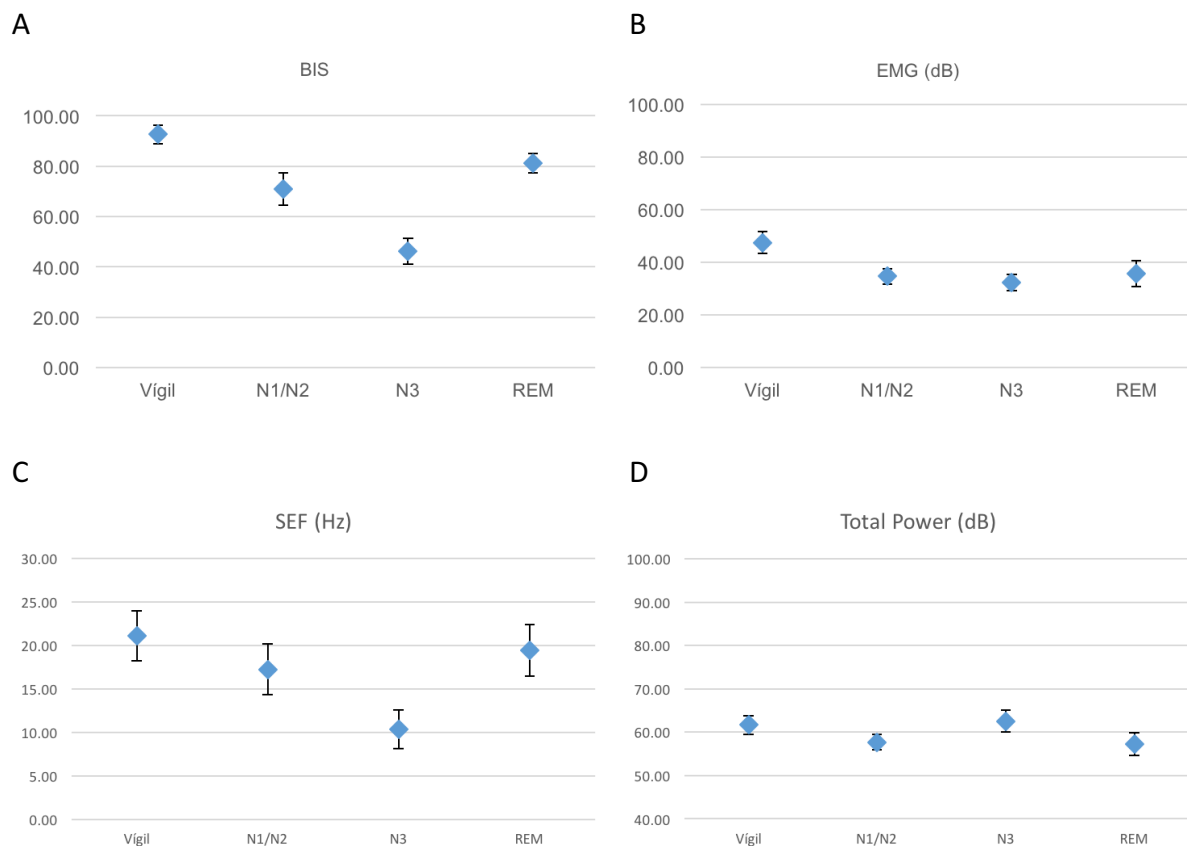 A
BIS
100.00
80.00
60.00
40.00
20.00
0.00
Vígil N1/N2 N3 REM
B
EMG (dB)
100.00
80.00
60.00
40.00
20.00
0.00
Vígil N1/N2 N3 REM
C
SEF (Hz)
30.00
25.00
20.00
15.00
10.00
5.00
0.00
Vígil N1/N2 N3 REM
D
Total Power (dB)
100.00
90.00
80.00
70.00
60.00
50.00
40.00
Vígil N1/N2 N3 REM